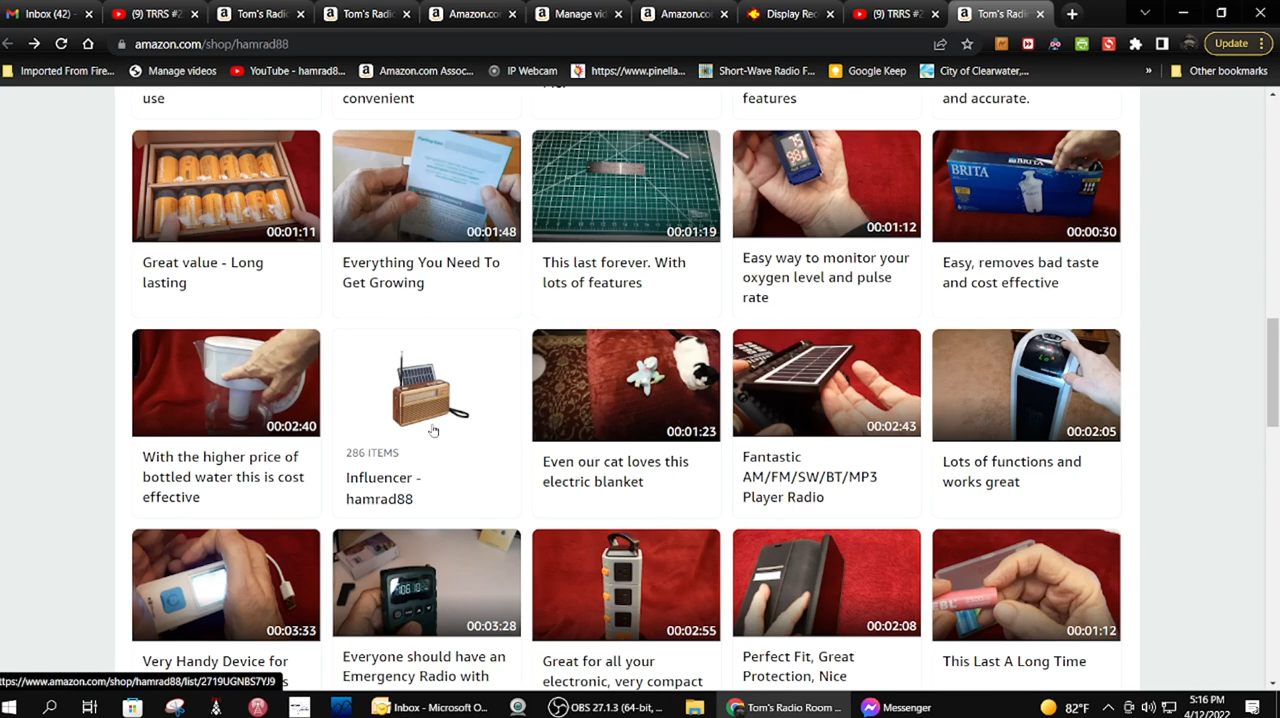 Inbox (42) -
(9) TRRS #2
Tom's Radi
Tom's Radi
Amazon.co
Manage vid
Amazon.co
Display Rec
(9) TRRS #2
Tom's Radi
amazon.com/shop/hamrad88
Update
Imported From Fire...
Manage videos
YouTube - hamrad8...
Amazon.com Assoc...
IP Webcam
https://www.pinella...
Short-Wave Radio F...
Google Keep
City of Clearwater,...
»
Other bookmarks
use
convenient
features
and accurate.
00:01:11
00:01:48
00:01:19
75
98
00:01:12
BRITA
BRITA
00:00:30
Great value - Long
lasting
Everything You Need To
Get Growing
This last forever. With
lots of features
Easy way to monitor your
oxygen level and pulse
rate
Easy, removes bad taste
and cost effective
00:02:40
00:01:23
00:02:43
00:02:05
With the higher price of
bottled water this is cost
effective
286 ITEMS
Influencer -
hamrad88
Even our cat loves this
electric blanket
Fantastic
AM/FM/SW/BT/MP3
Player Radio
Lots of functions and
works great
00:03:33
00:03:28
00:02:55
00:02:08
EBL
00:01:12
Very Handy Device for
Everyone should have an
Emergency Radio with
Great for all your
electronic, very compact
Perfect Fit, Great
Protection, Nice
This Last A Long Time
https://www.amazon.com/shop/hamrad88/list/2719UGNBS7YJ9
Inbox - Microsoft O...
OBS 27.1.3 (64-bit,...
Tom's Radio Room ...
Messenger
82°F
5:16 PM
4/12/2022